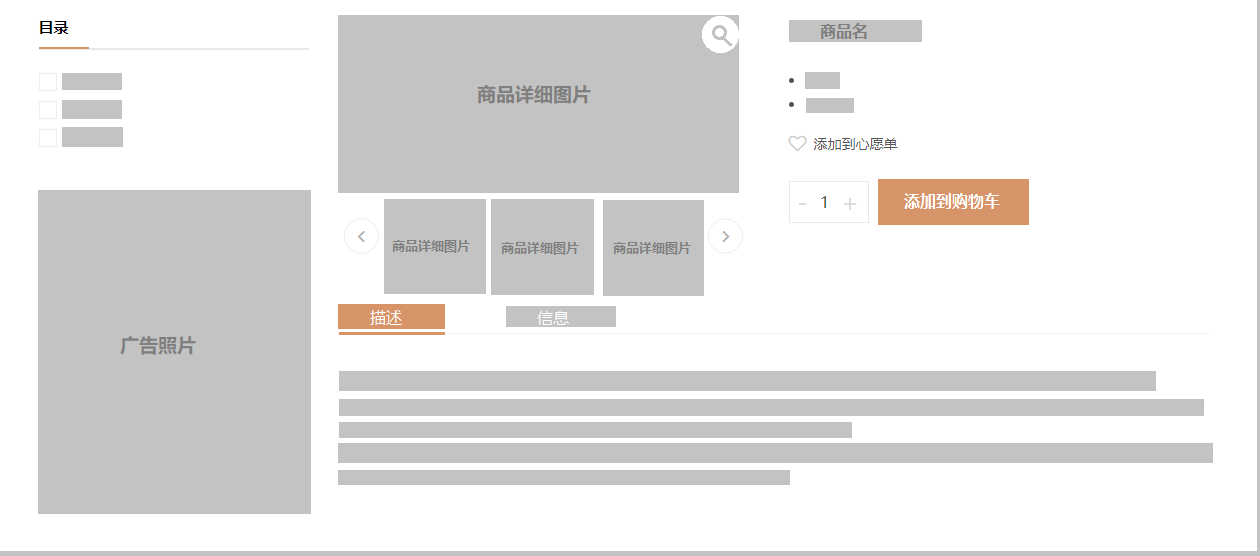 目录
广告照片
商品详细图片
商品详细图片
商品详细图片
商品详细图片
商品名
添加到心愿单
- 1 +
添加到购物车
描述
信息